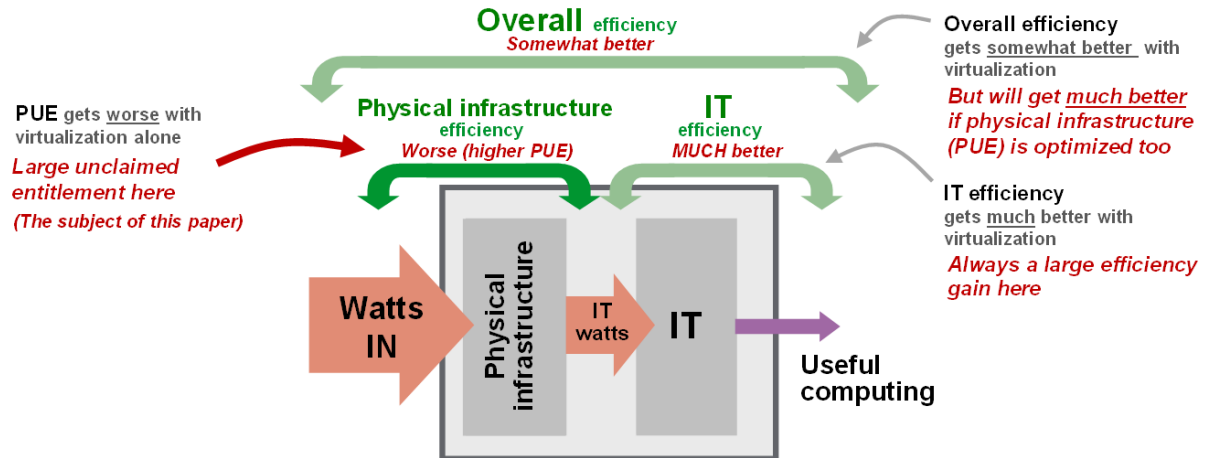 Overall efficiency
Somewhat better
Overall efficiency
gets somewhat better with
virtualization
But will get much better
if physical infrastructure
(PUE) is optimized too
PUE gets worse with
virtualization alone
Large unclaimed
entitlement here
(The subject of this paper)
Physical infrastructure
efficiency
Worse (higher PUE)
IT
efficiency
MUCH better
IT efficiency
gets much better with
virtualization
Always a large efficiency
gain here
Watts
IN
Physical
infrastructure
IT
watts
IT
Useful
computing